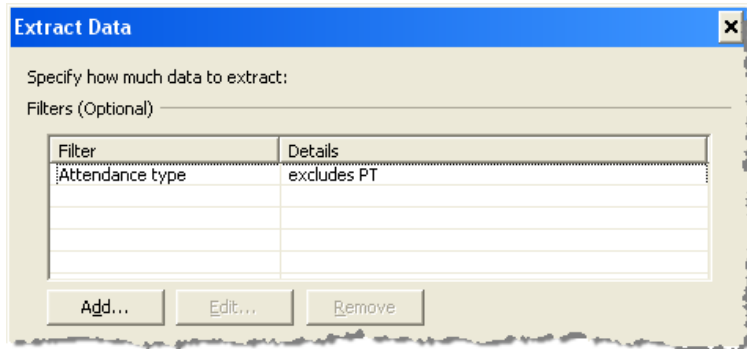 Extract Data
Specify how much data to extract:
Filters (Optional)
Filter Details
Attendance type excludes PT
Add... Edit... Remove